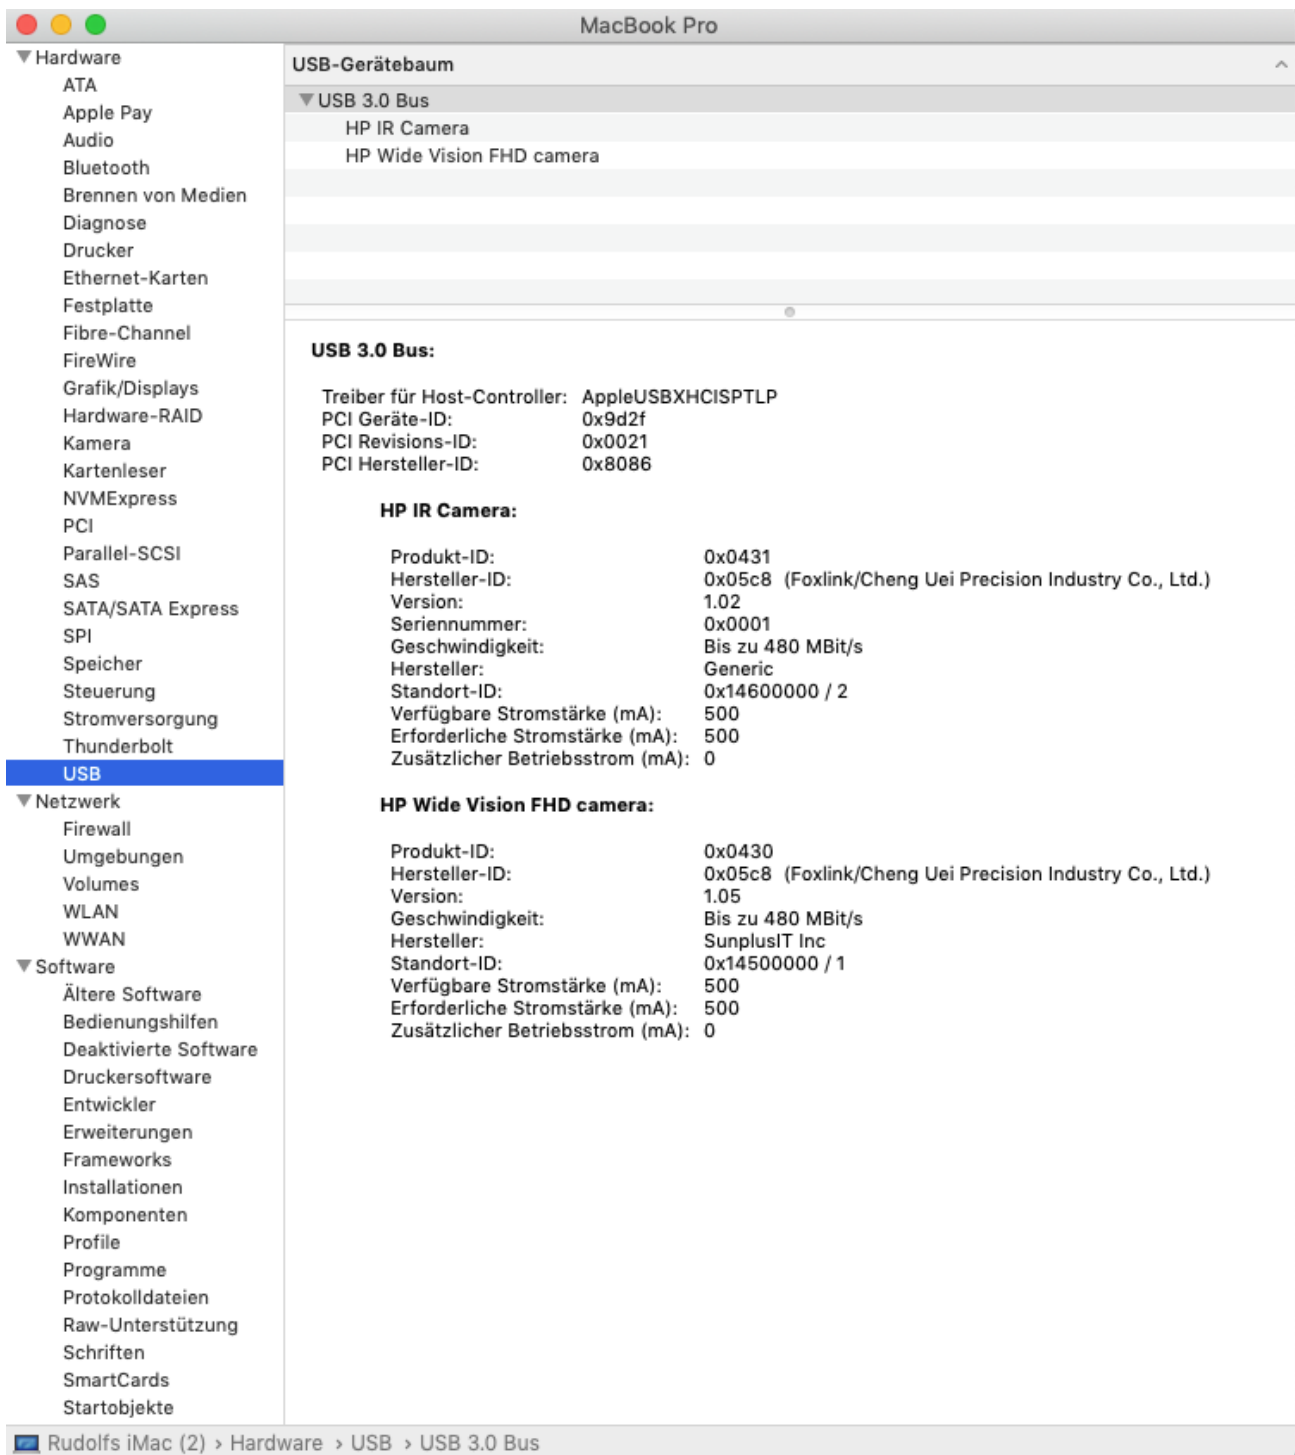 MacBook Pro
Hardware
ATA
Apple Pay
Audio
Bluetooth
Brennen von Medien
Diagnose
Drucker
Ethernet-Karten
Festplatte
Fibre-Channel
FireWire
Grafik/Displays
Hardware-RAID
Kamera
Kartenleser
NVMExpress
PCI
Parallel-SCSI
SAS
SATA/SATA Express
SPI
Speicher
Steuerung
Stromversorgung
Thunderbolt
USB
Netzwerk
Firewall
Umgebungen
Volumes
WLAN
WWAN
Software
Ältere Software
Bedienungshilfen
Deaktivierte Software
Druckersoftware
Entwickler
Erweiterungen
Frameworks
Installationen
Komponenten
Profile
Programme
Protokolldateien
Raw-Unterstützung
Schriften
SmartCards
Startobjekte
USB-Gerätebaum
USB 3.0 Bus
HP IR Camera
HP Wide Vision FHD camera
USB 3.0 Bus:
Treiber für Host-Controller: AppleUSBXHCISPTLP
PCI Geräte-ID: 0x9d2f
PCI Revisions-ID: 0x0021
PCI Hersteller-ID: 0x8086
HP IR Camera:
Produkt-ID: 0x0431
Hersteller-ID: 0x05c8 (Foxlink/Cheng Uei Precision Industry Co., Ltd.)
Version: 1.02
Seriennummer: 0x0001
Geschwindigkeit: Bis zu 480 MBit/s
Hersteller: Generic
Standort-ID: 0x14600000 / 2
Verfügbare Stromstärke (mA): 500
Erforderliche Stromstärke (mA): 500
Zusätzlicher Betriebsstrom (mA): 0
HP Wide Vision FHD camera:
Produkt-ID: 0x0430
Hersteller-ID: 0x05c8 (Foxlink/Cheng Uei Precision Industry Co., Ltd.)
Version: 1.05
Geschwindigkeit: Bis zu 480 MBit/s
Hersteller: SunplusIT Inc
Standort-ID: 0x14500000 / 1
Verfügbare Stromstärke (mA): 500
Erforderliche Stromstärke (mA): 500
Zusätzlicher Betriebsstrom (mA): 0
Rudolfs iMac (2) › Hardware › USB › USB 3.0 Bus